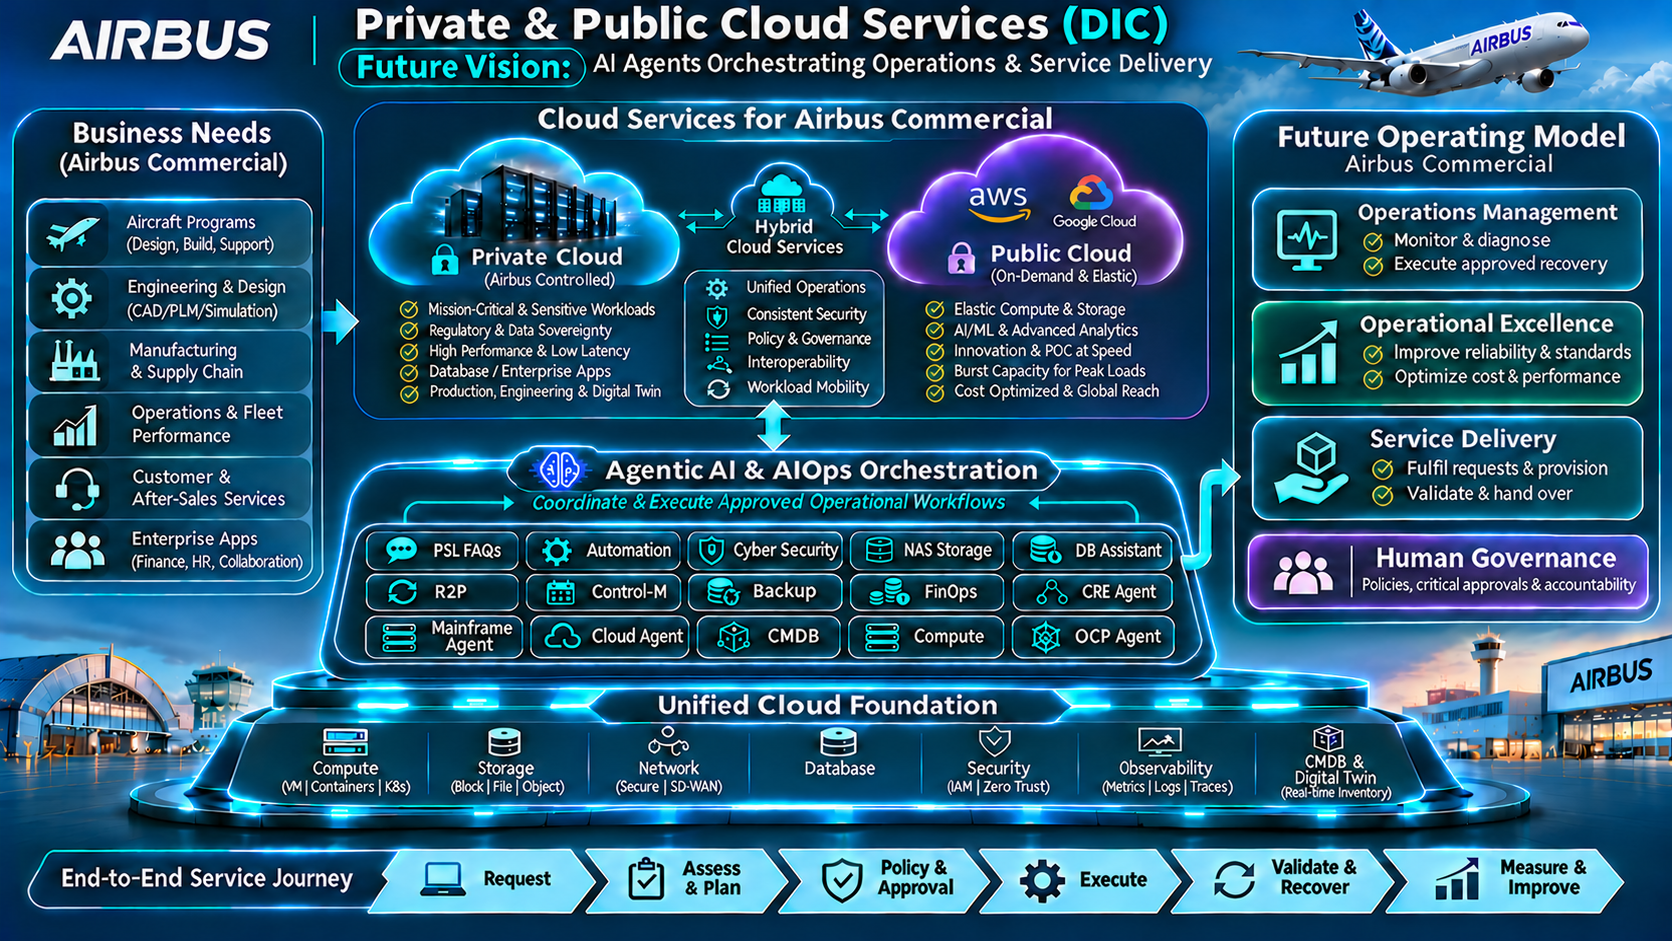 AIRBUS
Private & Public Cloud Services (DIC)
Future Vision: AI Agents Orchestrating Operations & Service Delivery
AIRBUS
Business Needs
(Airbus Commercial)
Aircraft Programs
(Design, Build, Support)
Engineering & Design
(CAD/PLM/Simulation)
Manufacturing
& Supply Chain
Operations & Fleet
Performance
Customer &
After-Sales Services
Enterprise Apps
(Finance, HR, Collaboration)
Cloud Services for Airbus Commercial
Private Cloud
(Airbus Controlled)
Mission-Critical & Sensitive Workloads
Regulatory & Data Sovereignty
High Perfomance & Low Latency
Database / Enterprise Apps
Production, Engineering & Digital Twin
Hybrid
Cloud Services
Unified Operations
Consistent Security
Policy & Governance
Interoperability
Workload Mobility
aws
Google Cloud
Public Cloud
(On-Demand & Elastic)
Elastic Compute & Storage
AI/ML & Advanced Analytics
Innovation & POC at Speed
Burst Capacity for Peak Loads
Cost Optimized & Global Reach
Agentic AI & AIOps Orchestration
Coordinate & Execute Approved Operational Workflows
PSL FAQs
Automation
Cyber Security
NAS Storage
DB Assistant
R2P
Control-M
Backup
FinOps
CRE Agent
Mainframe
Agent
Cloud Agent
CMDB
Compute
OCP Agent
Future Operating Model
Airbus Commercial
Operations Management
Monitor & diagnose
Execute approved recovery
Operational Excellence
Improve reliability & standards
Optimize cost & performance
Service Delivery
Fulfil requests & provision
Validate & hand over
Human Governance
Policies, critical approvals & accountability
AIRBUS
Unified Cloud Foundation
Compute
(VM | Containers | K8s)
Storage
(Block | File | Object)
Network
(Secure | SD-WAN)
Database
Security
(IAM | Zero Trust)
Observability
(Metrics | Logs | Traces)
CMDB &
Digital Twin
(Real-time Inventory)
End-to-End Service Journey
Request
Assess
& Plan
Policy &
Approval
Execute
Validate &
Recover
Measure &
Improve